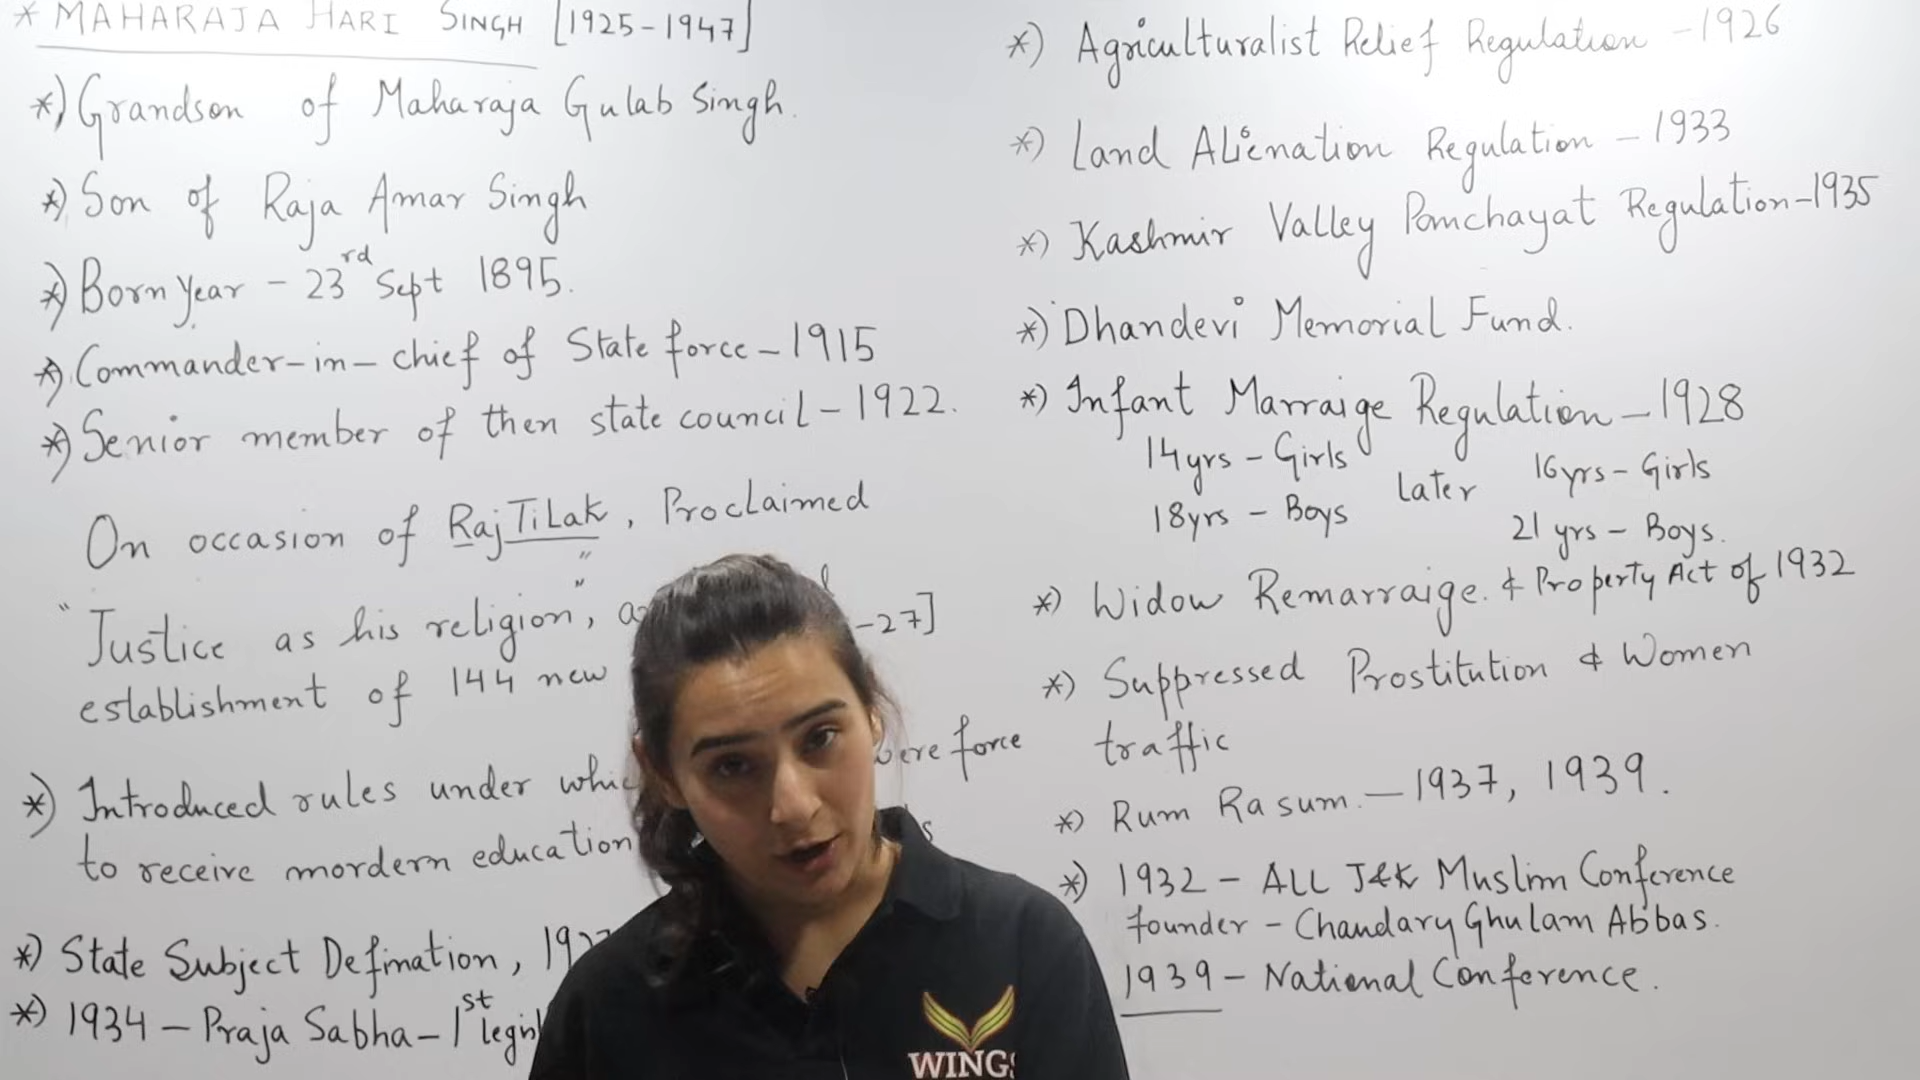 * MAHARAJA HARI SINGH [1925-1947]
*) Grandson of Maharaja Gulab Singh.
*) Son of Raja Amar Singh
*) Born Year - 23rd Sept 1895.
*) Commander-in-chief of State force - 1915
*) Senior member of then state council - 1922.
On occasion of Raj TiLak, Proclaimed
"Justice as his religion",
-27]
establishment of 144 new
*) Introduced rules under were force
to receive mordern education
*) State Subject Defination,
*) 1934 - Praja Sabha - 1st
*) Agriculturalist Relief Regulation - 1926
*) Land Alienation Regulation - 1933
*) Kashmir Valley Panchayat Regulation - 1935
*) Dhandevi Memorial Fund.
*) Infant Marraige Regulation - 1928
14yrs - Girls Later 16yrs - Girls
18yrs - Boys 21 yrs - Boys.
*) Widow Remarraige. & Property Act of 1932
*) Suppressed Prostitution & Women
traffic
*) Rum Rasum. - 1937, 1939.
*) 1932 - ALL J&K Muslim Conference
founder - Chaudary Ghulam Abbas.
1939 - National Conference.
WINGS